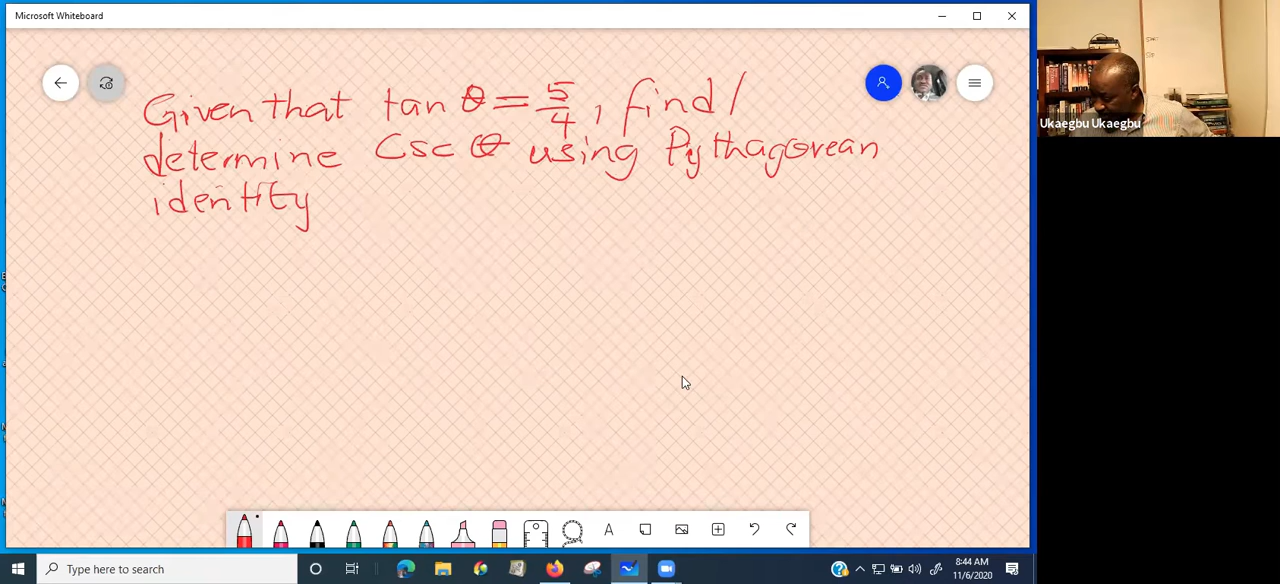 Microsoft Whiteboard
Given that tan θ = 5/4, find/
determine Csc θ using Pythagorean
identity
Ukaegbu Ukaegbu
A
Type here to search
8:44 AM
11/6/2020